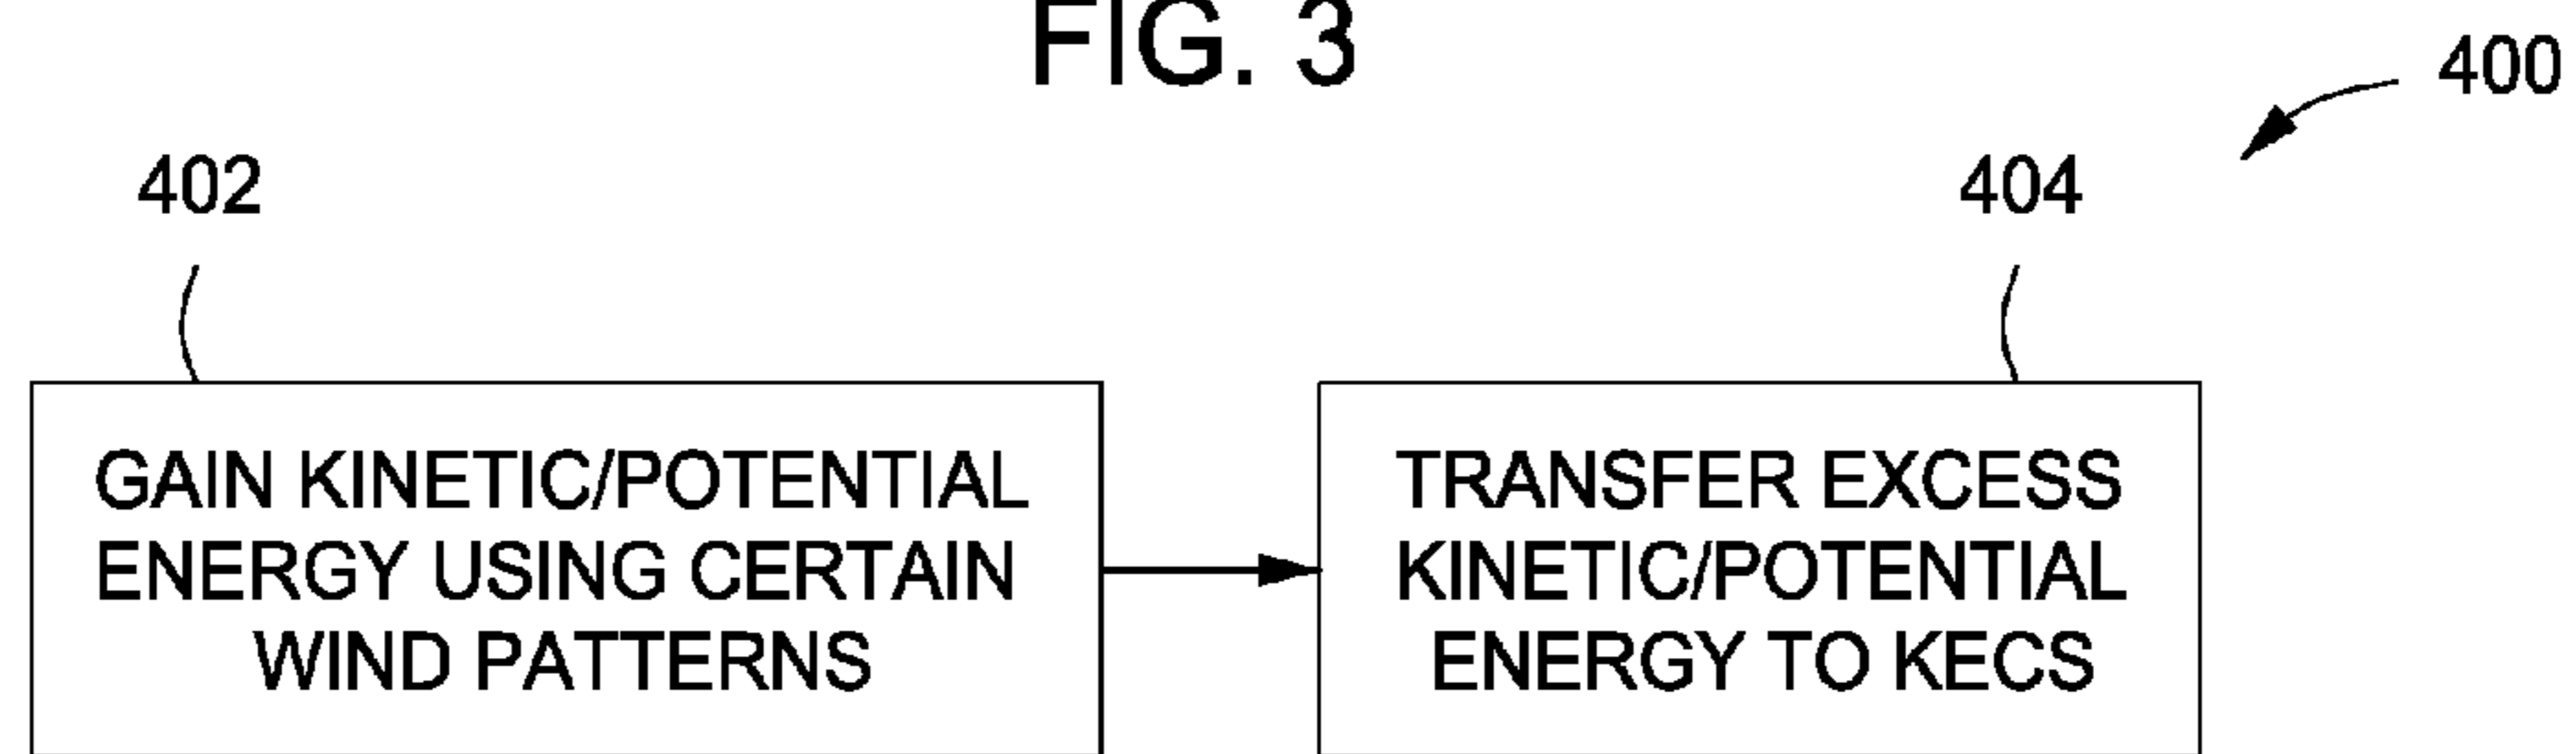 FIG. 3
400
402
404
GAIN KINETIC/POTENTIAL
ENERGY USING CERTAIN
WIND PATTERNS
TRANSFER EXCESS
KINETIC/POTENTIAL
ENERGY TO KECS